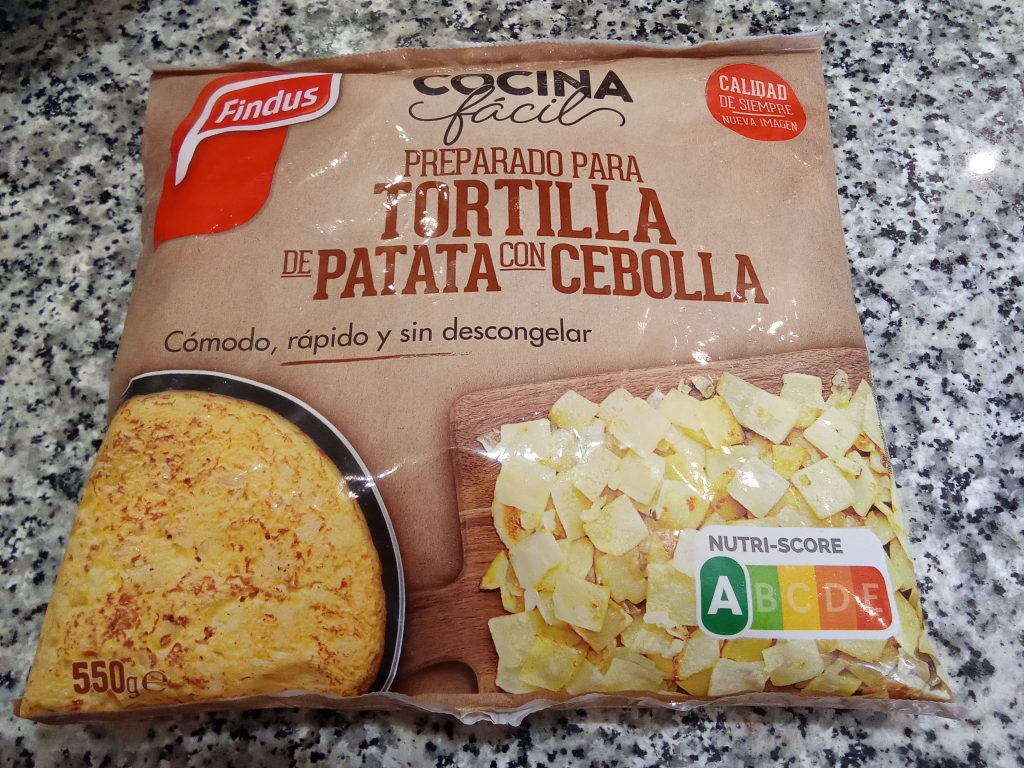 Findus
COCINA
fácil
CALIDAD
DE SIEMPRE
NUEVA IMAGEN
PREPARADO PARA
TORTILLA
DE PATATA CON CEBOLLA
Cómodo, rápido y sin descongelar
NUTRI-SCORE
A B C D E
550g e